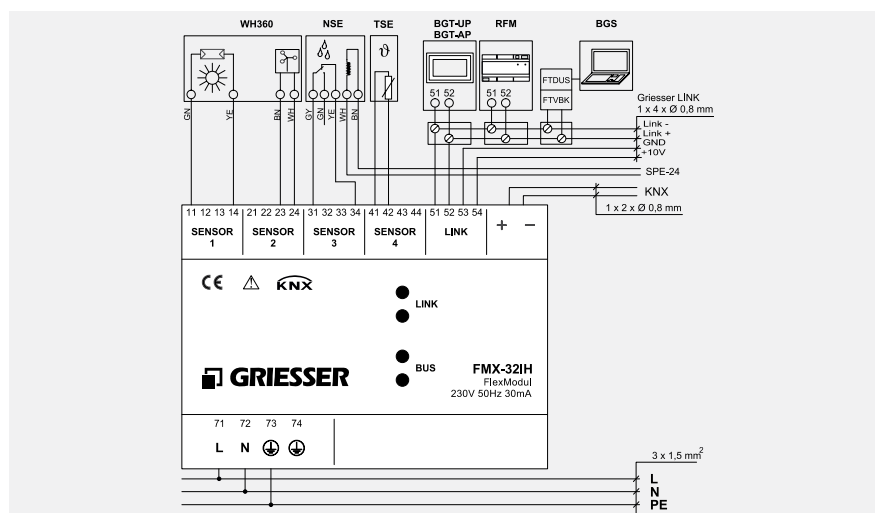 WH360 NSE TSE BGT-UP RFM BGS
BGT-AP
ϑ
51 52 51 52
FTDUS
FTVBK
Griesser LINK
1 x 4 x Ø 0,8 mm
GN YE BN WH GY GN YE WH BN
Link -
Link +
GND
+10V
SPE-24
KNX
1 x 2 x Ø 0,8 mm
11 12 13 14 21 22 23 24 31 32 33 34 41 42 43 44 51 52 53 54
SENSOR SENSOR SENSOR SENSOR LINK + −
1 2 3 4
CE KNX
LINK
BUS
GRIESSER
FMX-32IH
FlexModul
230V 50Hz 30mA
71 72 73 74
L N
3 x 1,5 mm²
L
N
PE